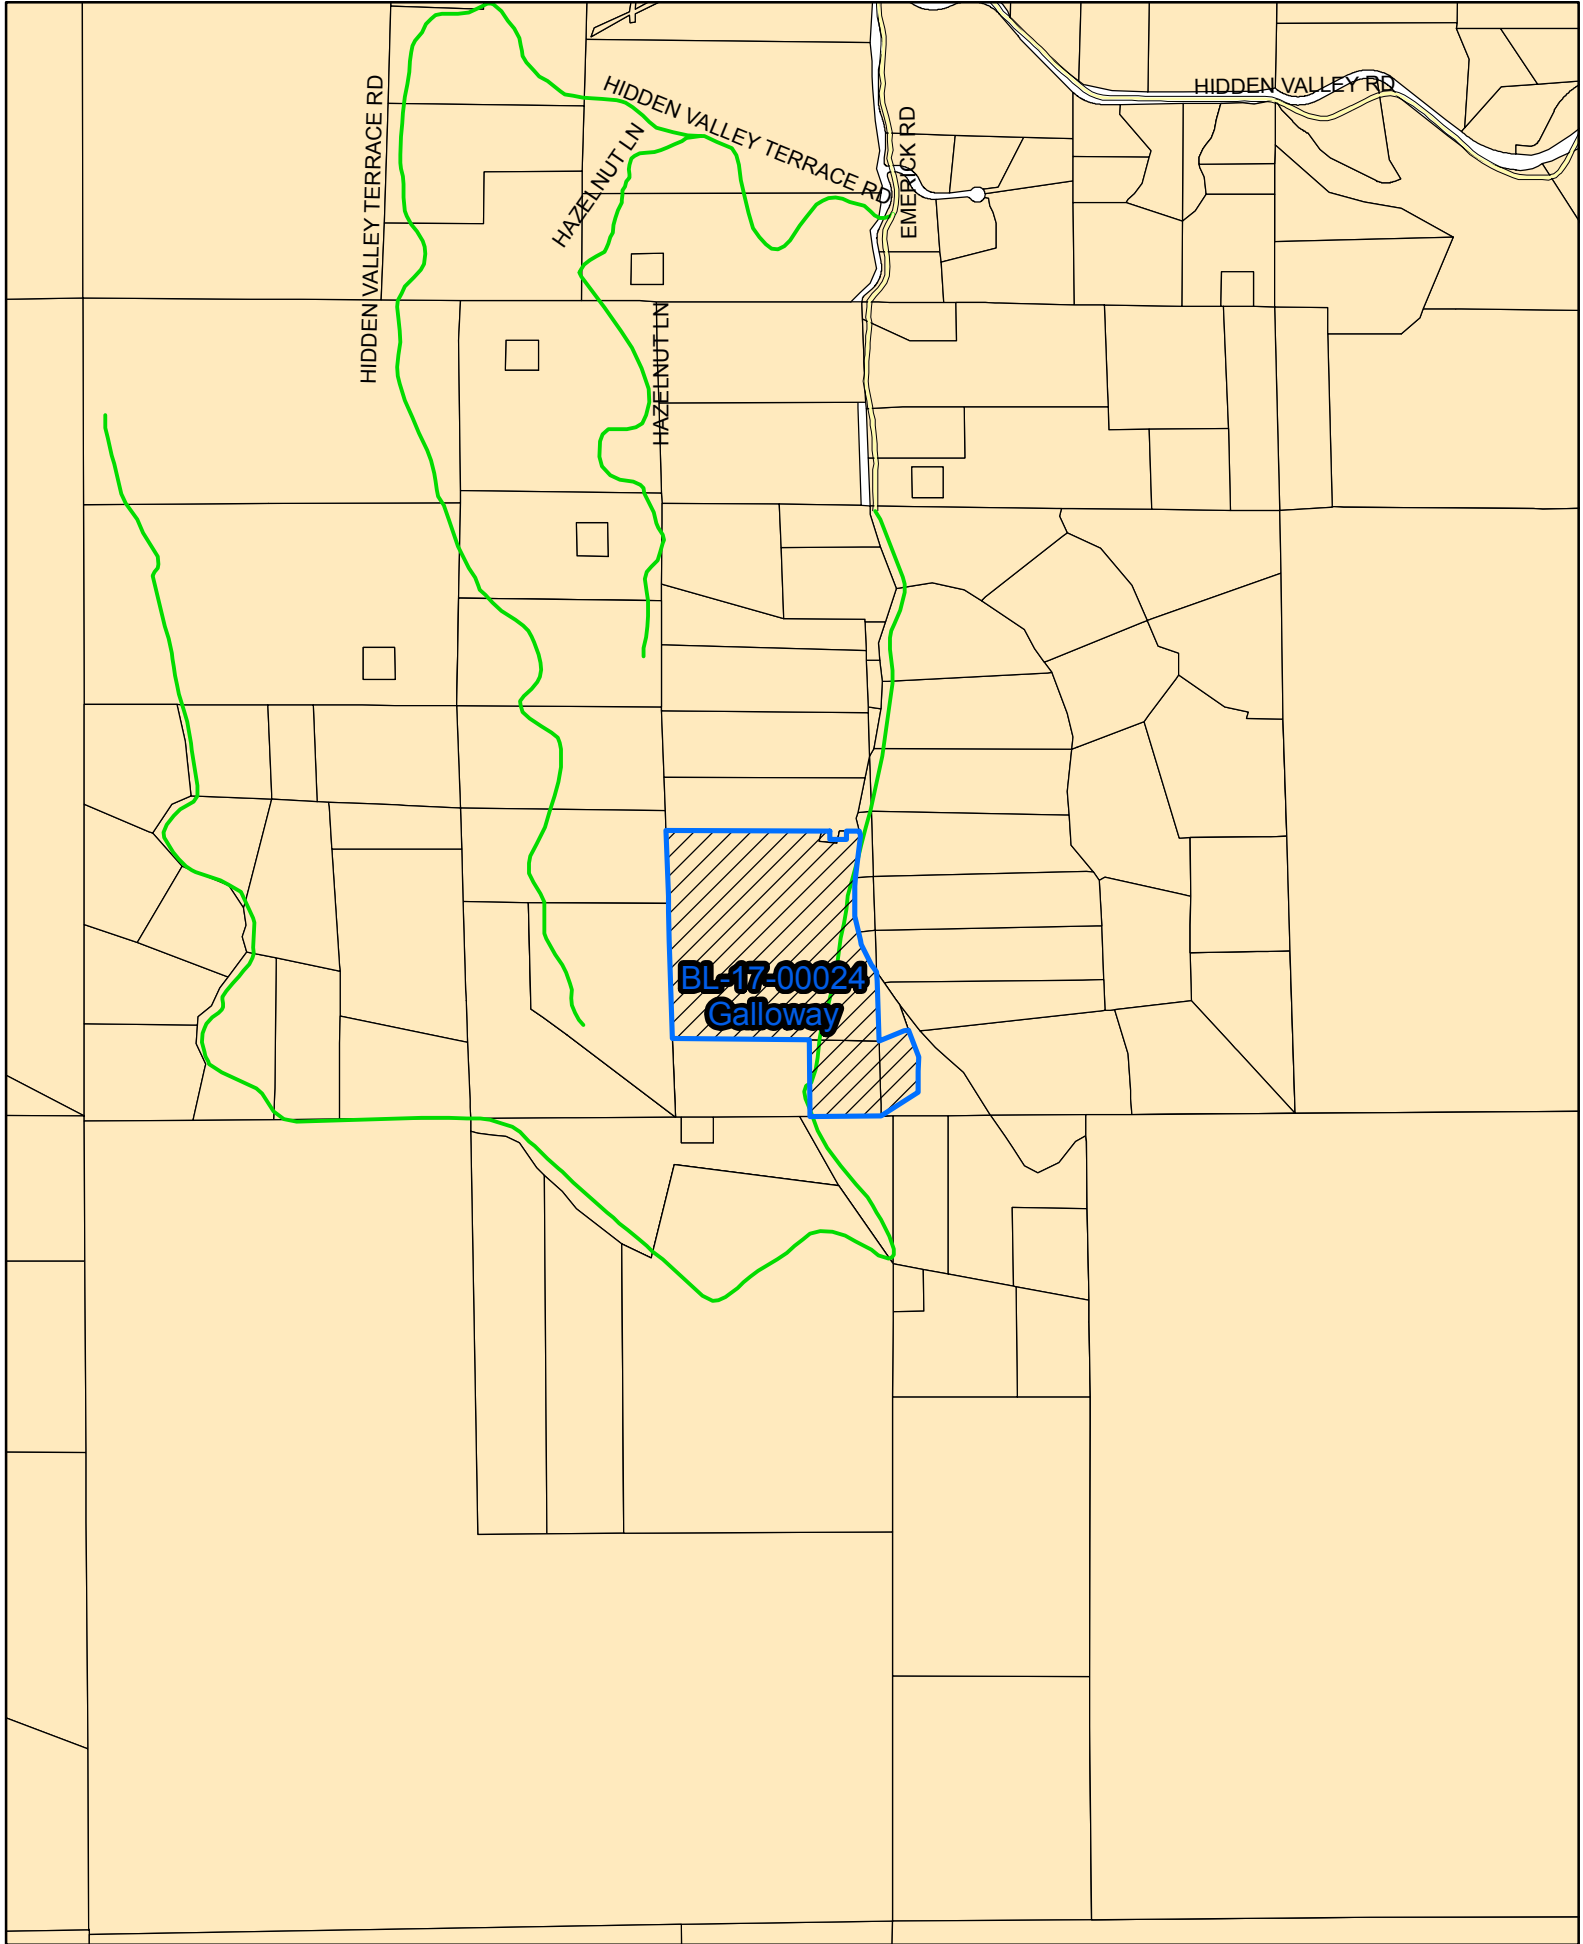 HIDDEN VALLEY RD
HIDDEN VALLEY TERRACE RD
HIDDEN VALLEY TERRACE RD
HAZELNUT LN
EMERICK RD
HAZELNUT LN
BL-17-00024
Galloway